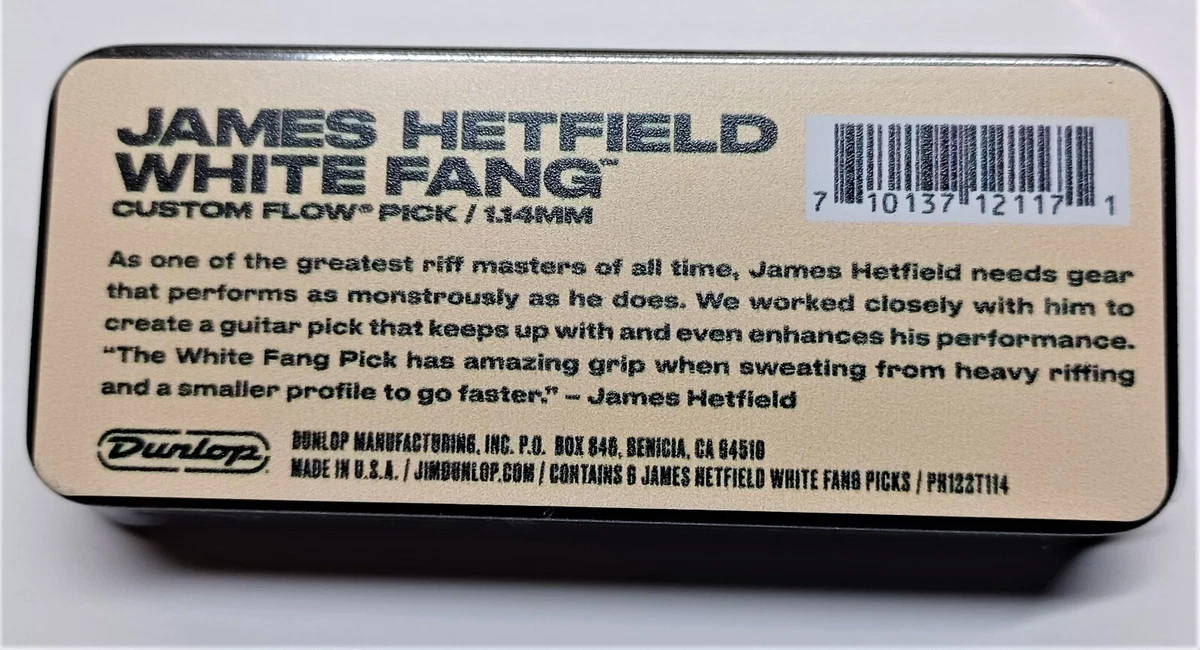 JAMES HETFIELD
WHITE FANG™
CUSTOM FLOW® PICK / 1.14MM
7 10137 12117 1
As one of the greatest riff masters of all time, James Hetfield needs gear
that performs as monstrously as he does. We worked closely with him to
create a guitar pick that keeps up with and even enhances his performance.
“The White Fang Pick has amazing grip when sweating from heavy riffing
and a smaller profile to go faster.” – James Hetfield
Dunlop
DUNLOP MANUFACTURING, INC. P.O. BOX 846, BENICIA, CA 94510
MADE IN U.S.A. / JIMDUNLOP.COM / CONTAINS 6 JAMES HETFIELD WHITE FANG PICKS / PH122T114